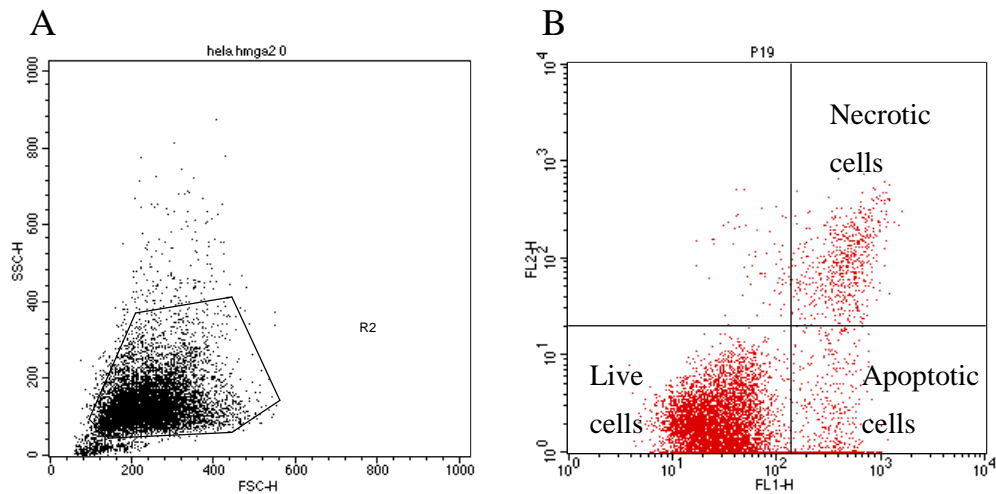 A
hela.hmga2 0
1000
800
600
400
200
0
SSC-H
R2
0 200 400 600 800 1000
FSC-H
B
P19
10^4
10^3
10^2
10^1
10^0
FL2-H
Necrotic
cells
Live
cells
Apoptotic
cells
10^0 10^1 10^2 10^3 10^4
FL1-H